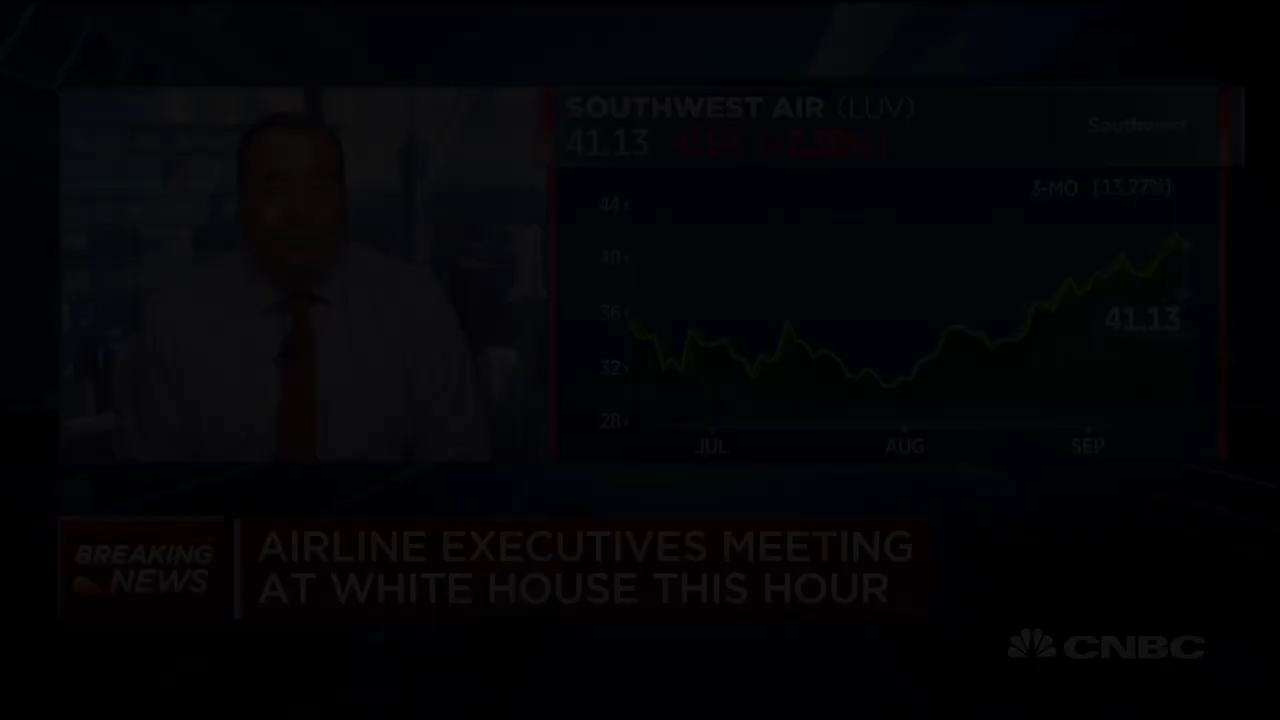 SOUTHWEST AIR (LUV)
41.13
Southwest
3-MO [13.27%]
44
40
36
41.13
32
28
JUL AUG SEP
BREAKING
NEWS
AIRLINE EXECUTIVES MEETING
AT WHITE HOUSE THIS HOUR
CNBC